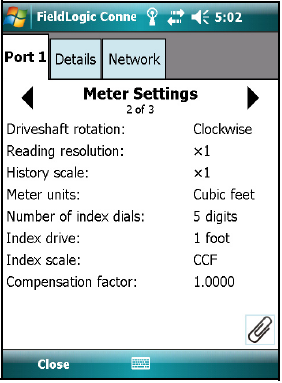 FieldLogic Conne 5:02
Port 1 Details Network
Meter Settings
2 of 3
Driveshaft rotation: Clockwise
Reading resolution: ×1
History scale: ×1
Meter units: Cubic feet
Number of index dials: 5 digits
Index drive: 1 foot
Index scale: CCF
Compensation factor: 1.0000
Close